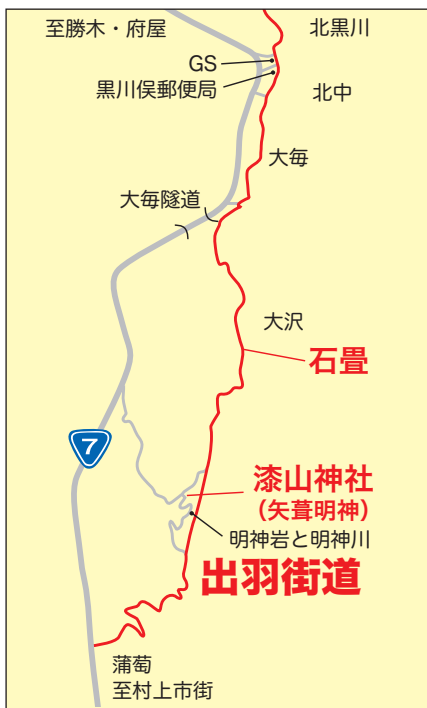 至勝木・府屋
北黒川
GS
黒川俣郵便局
北中
大毎
大毎隧道
大沢
石畳
7
漆山神社
（矢葺明神）
明神岩と明神川
出羽街道
蒲萄
至村上市街